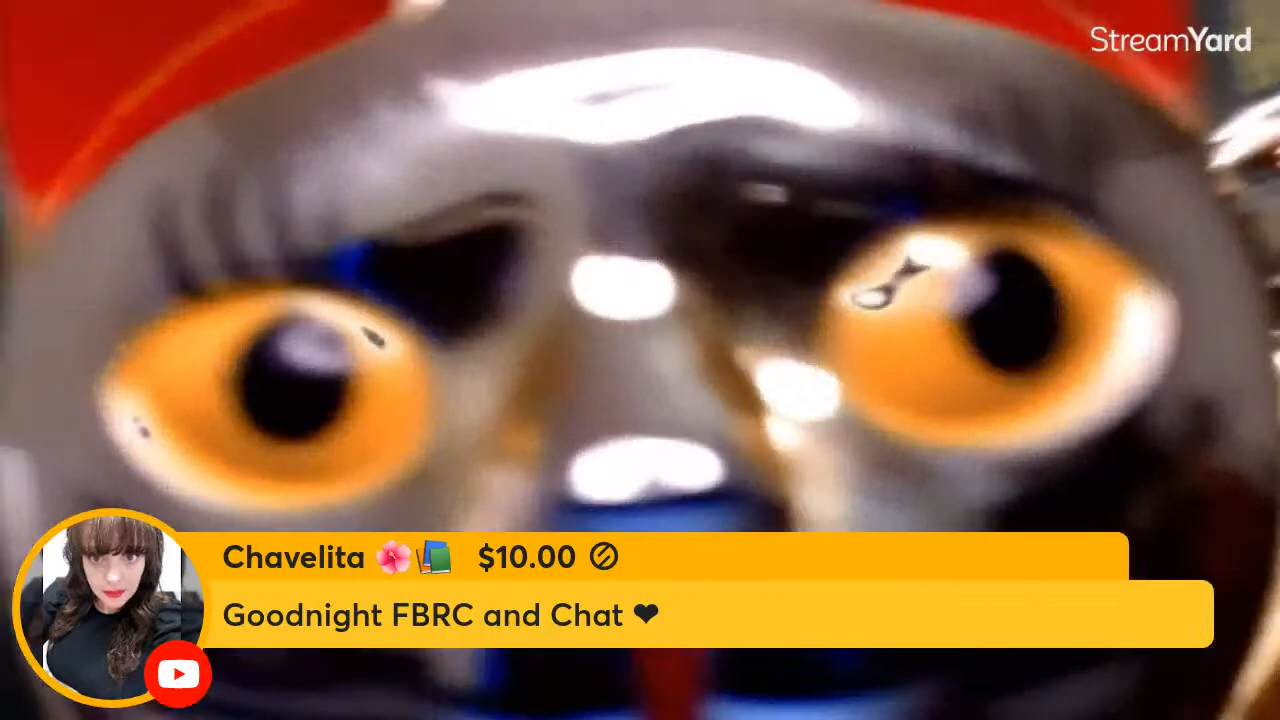 StreamYard
Chavelita 🌺📚 $10.00
Goodnight FBRC and Chat ❤